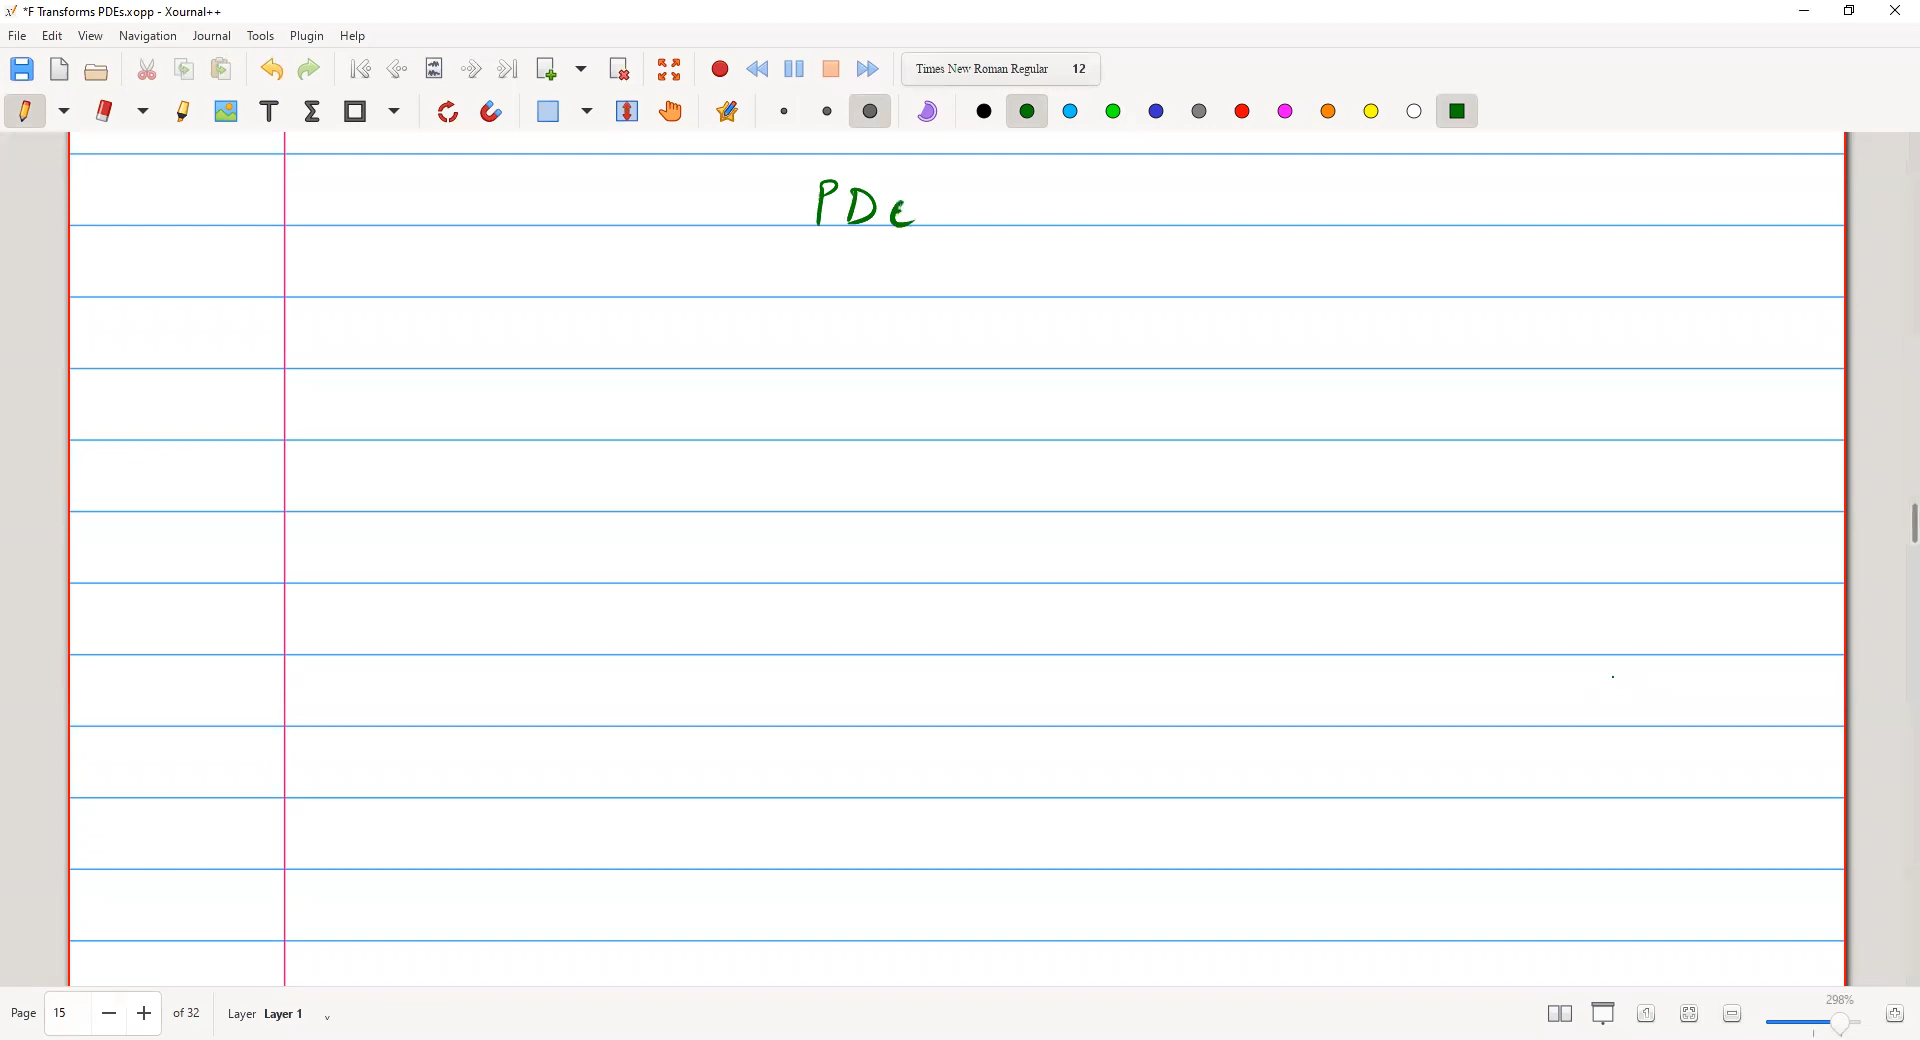 *F Transforms PDEs.xopp - Xournal++
File Edit View Navigation Journal Tools Plugin Help
Times New Roman Regular 12
PDE
Page 15 of 32 Layer Layer 1 298%